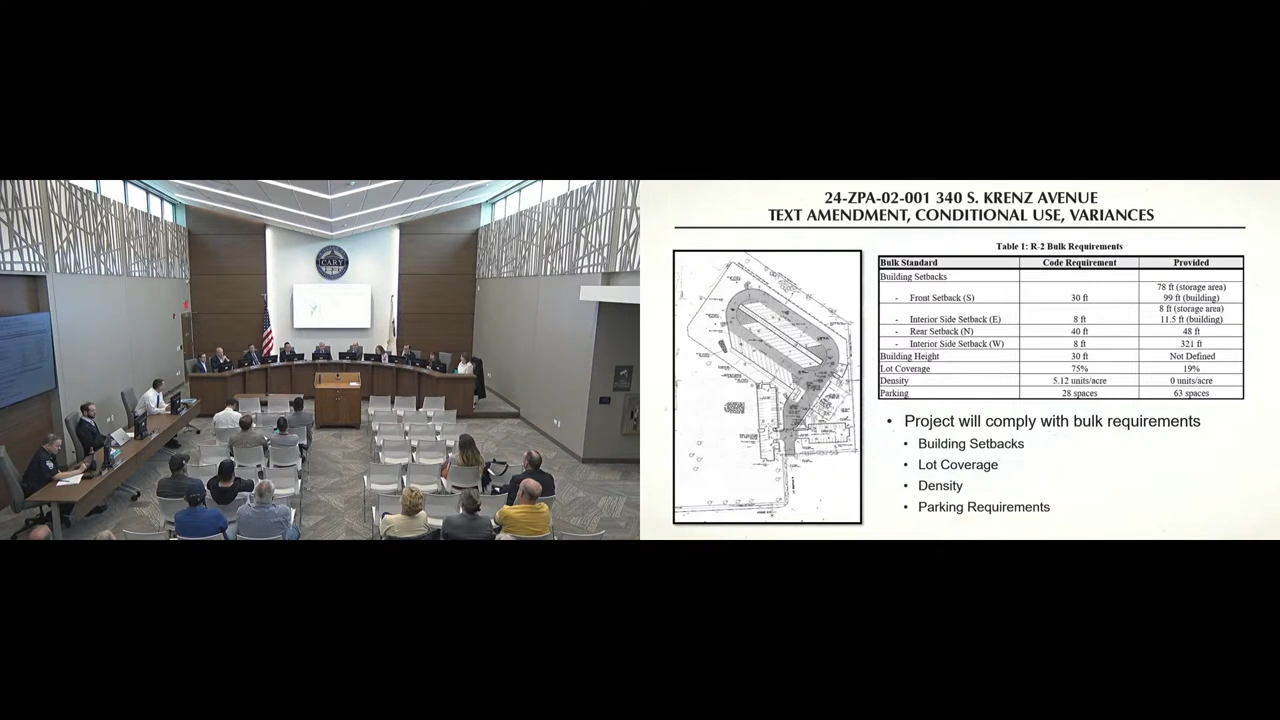 CARY
24-ZPA-02-001 340 S. KRENZ AVENUE
TEXT AMENDMENT, CONDITIONAL USE, VARIANCES
Table 1: R-2 Bulk Requirements
Bulk Standard Code Requirement Provided
Building Setbacks
- Front Setback (S) 30 ft 78 ft (storage area)
99 ft (building)
- Interior Side Setback (E) 8 ft 8 ft (storage area)
11.5 ft (building)
- Rear Setback (N) 40 ft 48 ft
- Interior Side Setback (W) 8 ft 321 ft
Building Height 30 ft Not Defined
Lot Coverage 75% 19%
Density 5.12 units/acre 0 units/acre
Parking 28 spaces 63 spaces
• Project will comply with bulk requirements
• Building Setbacks
• Lot Coverage
• Density
• Parking Requirements